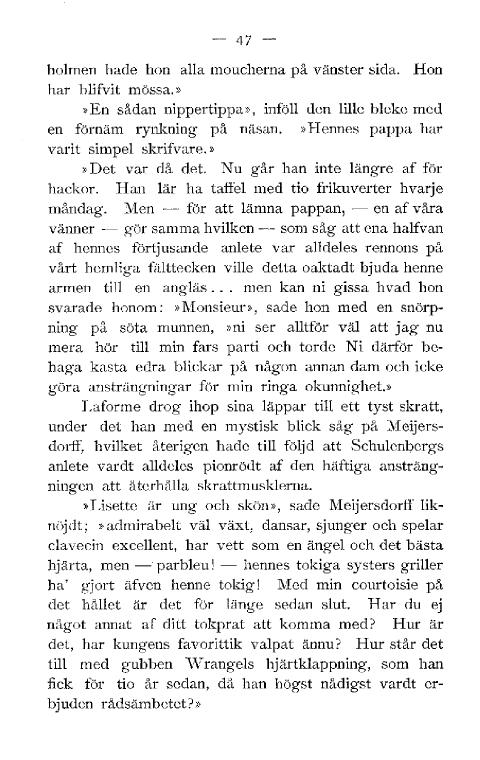 — 47 —
holmen hade hon alla moucherna på vänster sida. Hon
har blifvit mössa.»
»En sådan nippertippa», inföll den lille bleke med
en förnäm rynkning på näsan. »Hennes pappa har
varit simpel skrifvare.»
»Det var då det. Nu går han inte längre af för
hackor. Han lär ha taffel med tio frikuverter hvarje
måndag. Men — för att lämna pappan, — en af våra
vänner — gör samma hvilken — som såg att ena halfvan
af hennes förtjusande anlete var alldeles rennons på
vårt hemliga fälttecken ville detta oaktadt bjuda henne
armen till en angläs... men kan ni gissa hvad hon
svarade honom: »Monsieur», sade hon med en snörp-
ning på söta munnen, »ni ser alltför väl att jag nu
mera hör till min fars parti och torde Ni därför be-
haga kasta edra blickar på någon annan dam och icke
göra ansträngningar för min ringa okunnighet.»
Laforme drog ihop sina läppar till ett tyst skratt,
under det han med en mystisk blick såg på Meijers-
dorff, hvilket återigen hade till följd att Schulenbergs
anlete vardt alldeles pionrödt af den häftiga ansträng-
ningen att återhålla skrattmusklerna.
»Lisette är ung och skön», sade Meijersdorff lik-
nöjdt; »admirabelt väl växt, dansar, sjunger och spelar
clavecin excellent, har vett som en ängel och det bästa
hjärta, men — parbleu! — hennes tokiga systers griller
ha' gjort äfven henne tokig! Med min courtoisie på
det hållet är det för länge sedan slut. Har du ej
något annat af ditt tokprat att komma med? Hur är
det, har kungens favorittik valpat ännu? Hur står det
till med gubben Wrangels hjärtklappning, som han
fick för tio år sedan, då han högst nådigst vardt er-
bjuden rådsämbetet?»